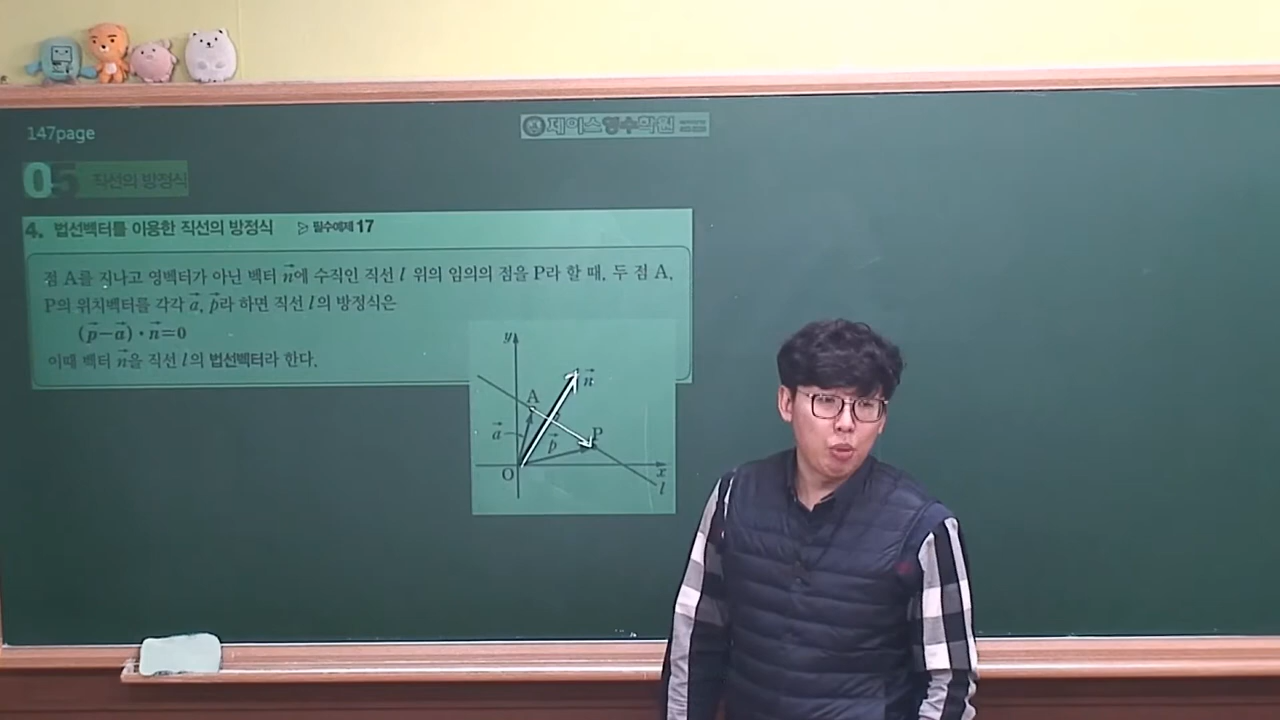 147page
제이스영수학원
05 직선의 방정식
4. 법선벡터를 이용한 직선의 방정식 ▷ 필수예제 17
점 A를 지나고 영벡터가 아닌 벡터 n⃗에 수직인 직선 l 위의 임의의 점을 P라 할 때, 두 점 A,
P의 위치벡터를 각각 a⃗, p⃗라 하면 직선 l의 방정식은
(p⃗-a⃗)·n⃗=0
이때 벡터 n⃗을 직선 l의 법선벡터라 한다.
y
n⃗
A
a⃗
p⃗
P
O
x
l